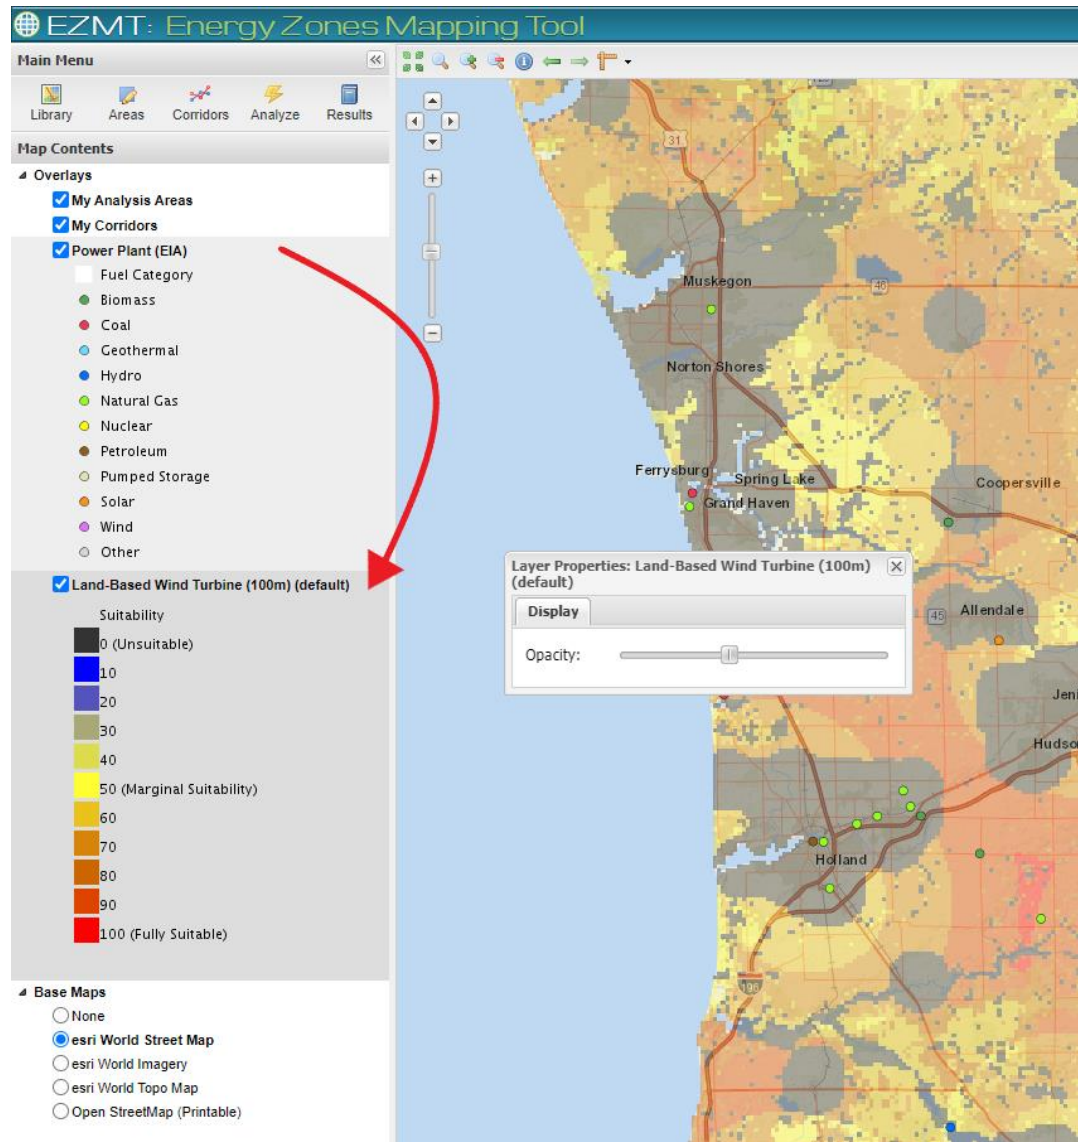 EZMT: Energy Zones Mapping Tool
Main Menu
Library Areas Corridors Analyze Results
Map Contents
Overlays
My Analysis Areas
My Corridors
Power Plant (EIA)
Fuel Category
Biomass
Coal
Geothermal
Hydro
Natural Gas
Nuclear
Petroleum
Pumped Storage
Solar
Wind
Other
Land-Based Wind Turbine (100m) (default)
Suitability
0 (Unsuitable)
10
20
30
40
50 (Marginal Suitability)
60
70
80
90
100 (Fully Suitable)
Base Maps
None
esri World Street Map
esri World Imagery
esri World Topo Map
Open StreetMap (Printable)
31
Muskegon
46
Norton Shores
Ferrysburg
Spring Lake
Coopersville
Grand Haven
Layer Properties: Land-Based Wind Turbine (100m)
(default)
Display
Opacity:
45
Allendale
Jeni
Hudso
Holland
196